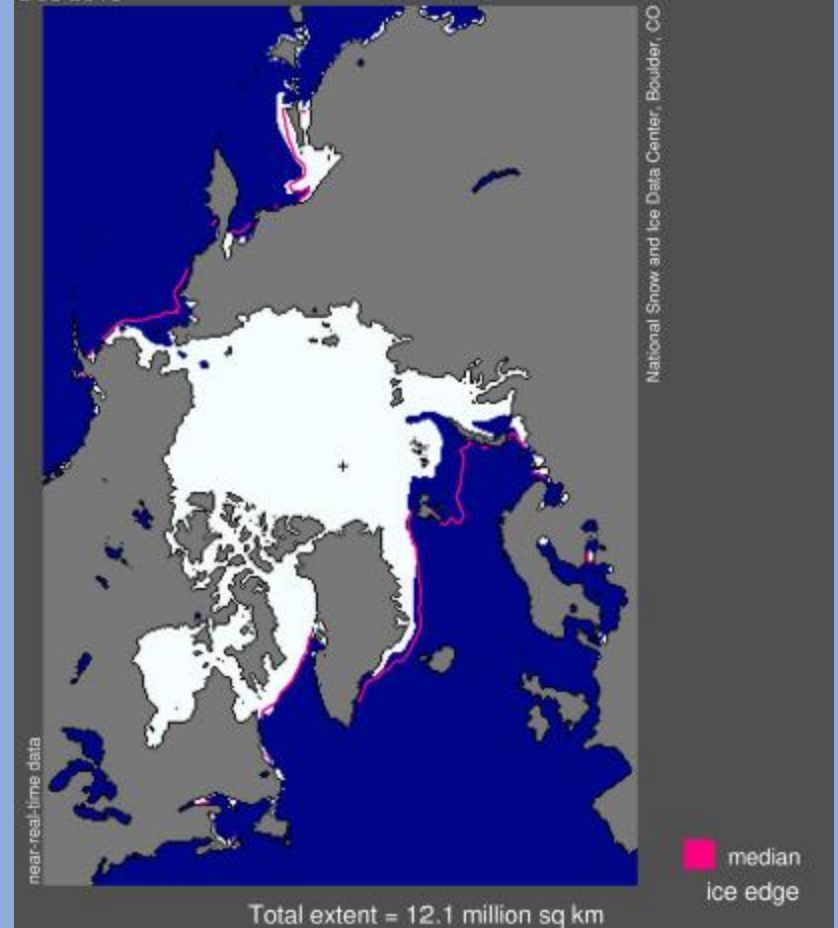 National Snow and Ice Data Center, Boulder, CO
near-real-time data
median
ice edge
Total extent = 12.1 million sq km